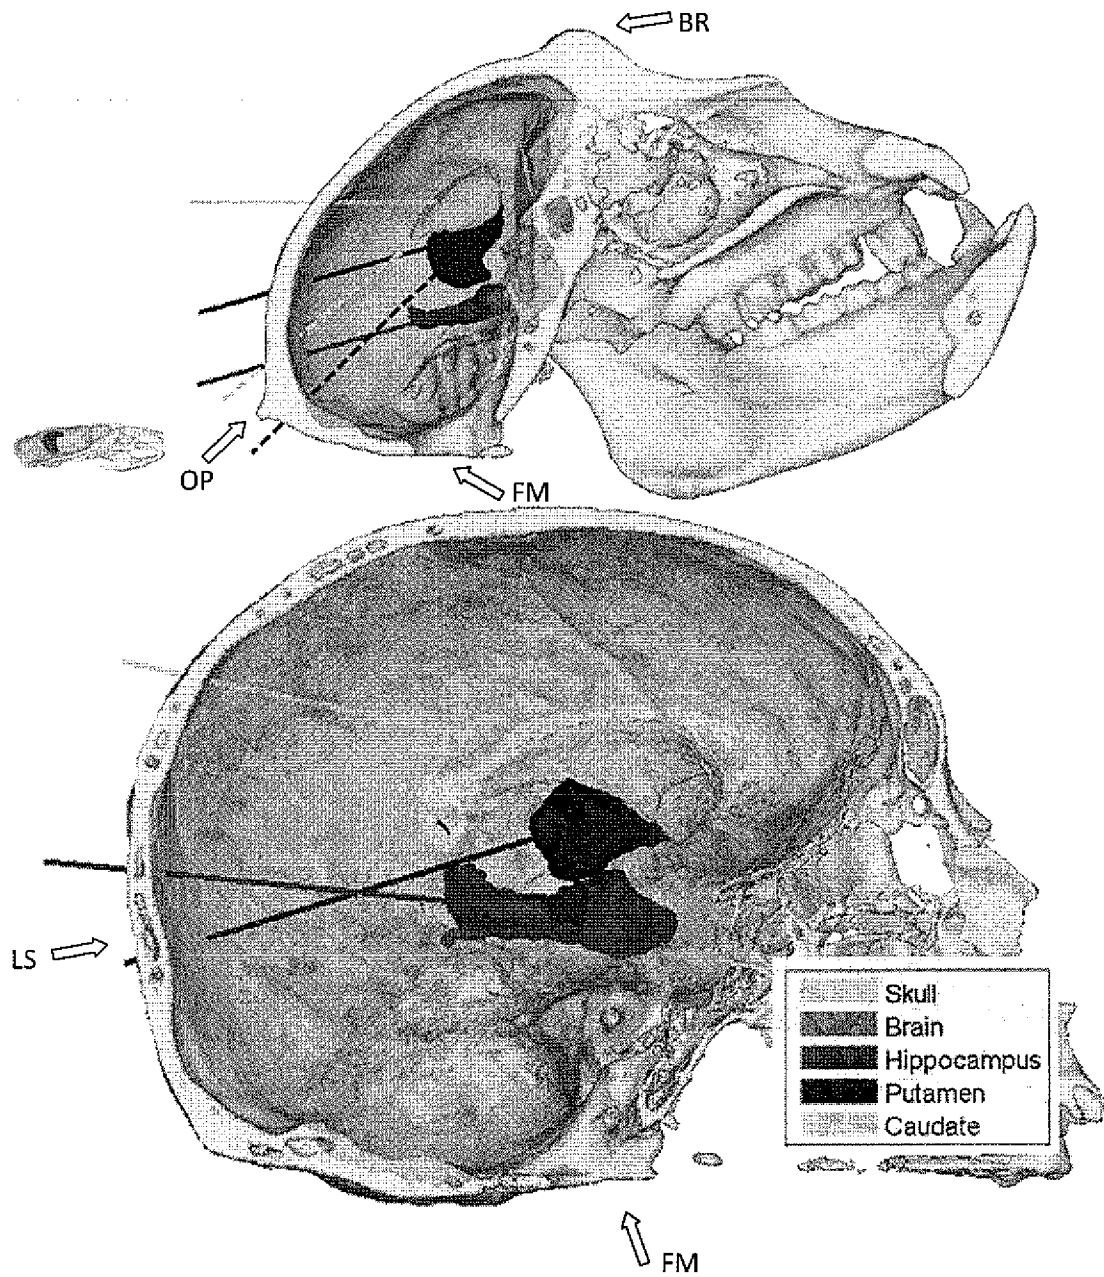 BR
OP
FM
LS
Skull
Brain
Hippocampus
Putamen
Caudate
FM